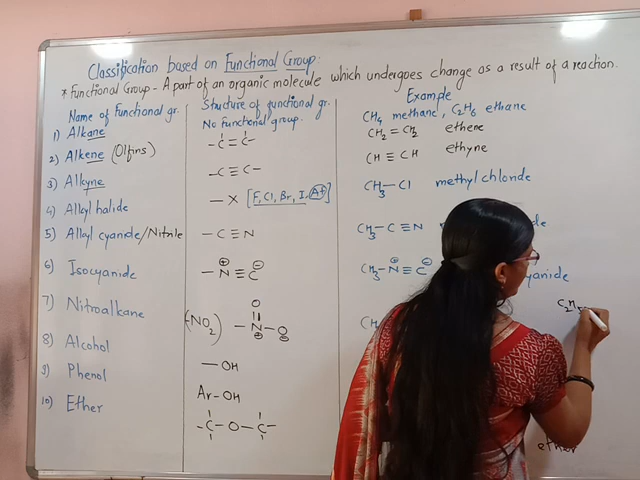 Classification based on Functional Group:
* Functional Group - A part of an organic molecule which undergoes change as a result of a reaction.
Name of Functional gr. Structure of functional gr. Example
1) Alkane No Functional group. CH4 methane, C2H6 ethane
2) Alkene (Olfins) -C=C- CH2=CH2 ethene
3) Alkyne -C≡C- CH≡CH ethyne
4) Alkyl halide -X [F, Cl, Br, I, At] CH3-Cl methyl chloride
5) Alkyl cyanide/Nitrile -C≡N CH3-C≡N
6) Isocyanide -N⊕≡C⊖ CH3-N⊕≡C⊖ yanide
7) Nitroalkane (NO2) O=N⊕-O⊖ C2H5
8) Alcohol -OH
9) Phenol Ar-OH
10) Ether -C-O-C- ether